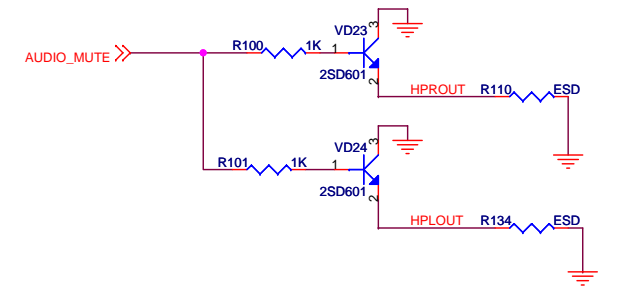 VD23
3
R100 1K 1
AUDIO_MUTE
2SD601
2
HPROUT R110 ESD
VD24
3
R101 1K 1
2SD601
2
HPLOUT R134 ESD